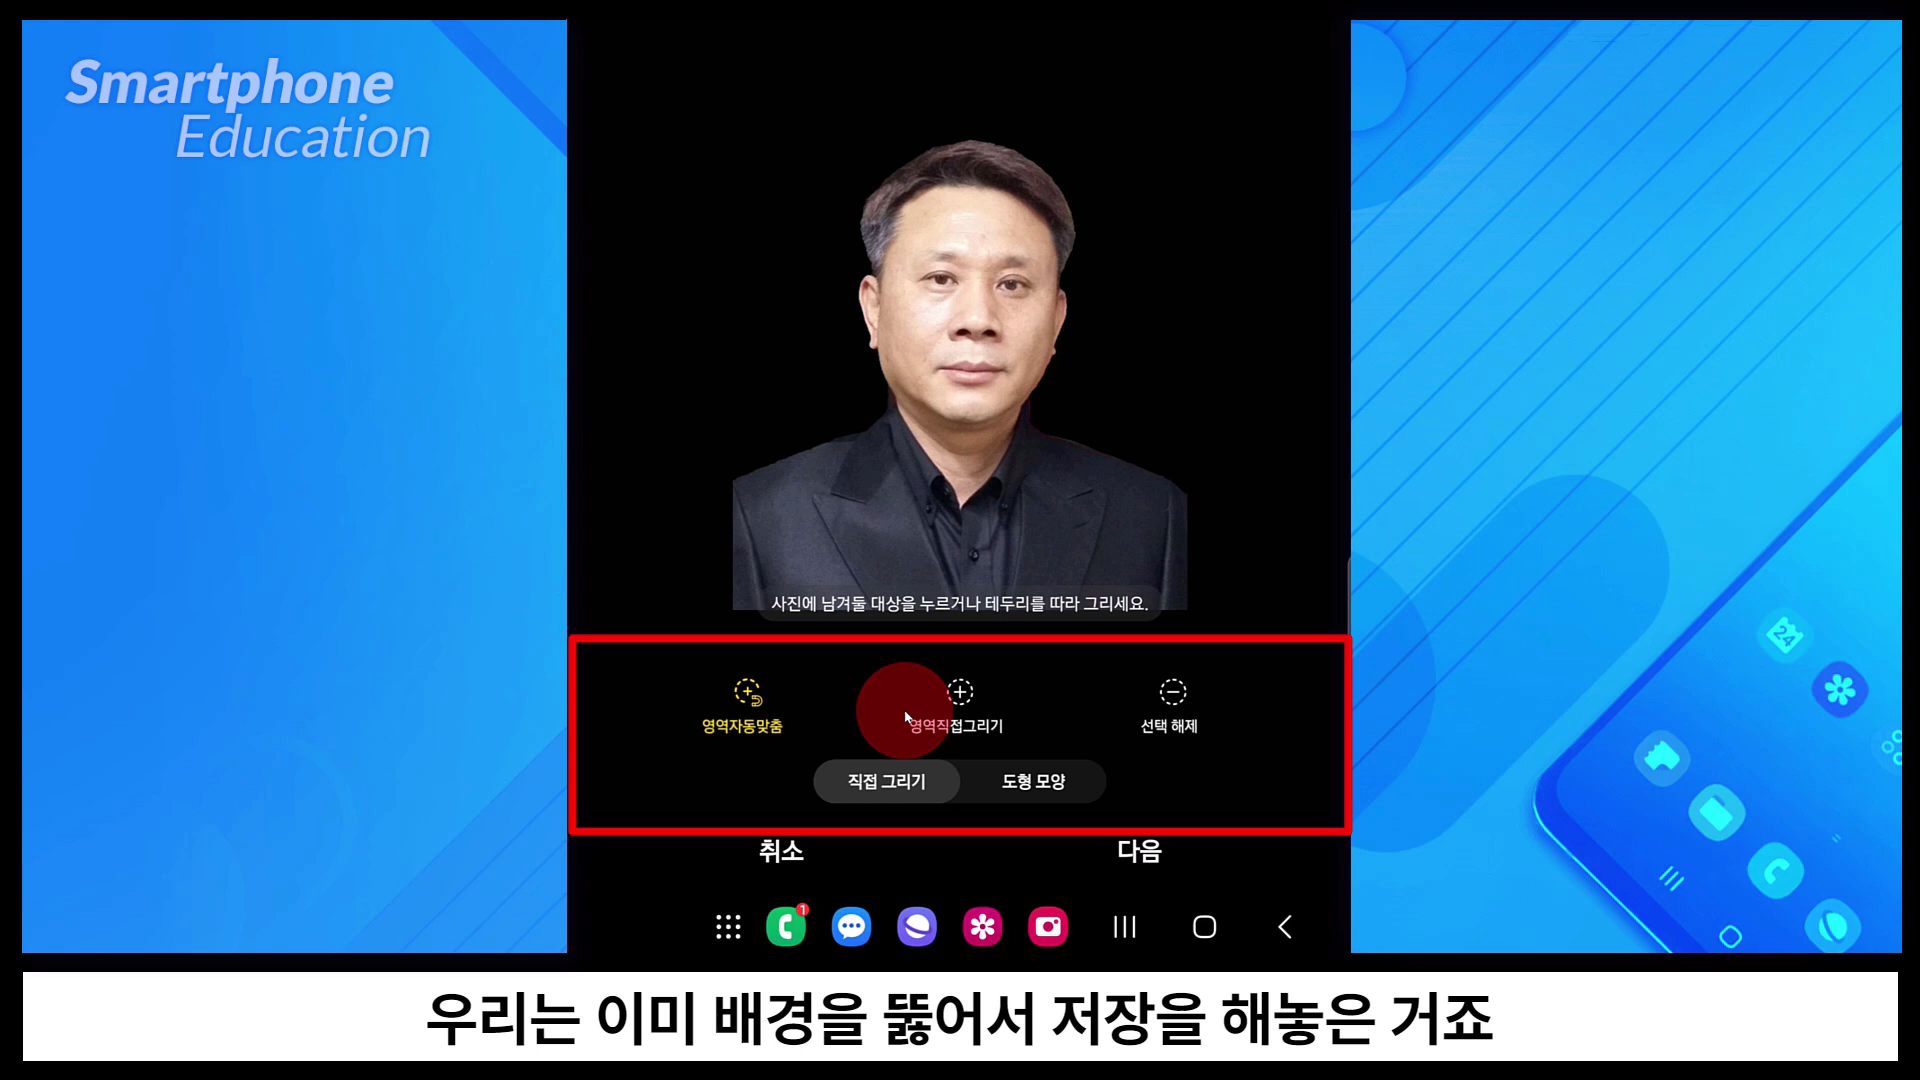 Smartphone
Education
사진에 남겨둘 대상을 누르거나 테두리를 따라 그리세요.
영역자동맞춤
영역직접그리기
선택 해제
직접 그리기
도형 모양
취소
다음
1
24
우리는 이미 배경을 뚫어서 저장을 해놓은 거죠